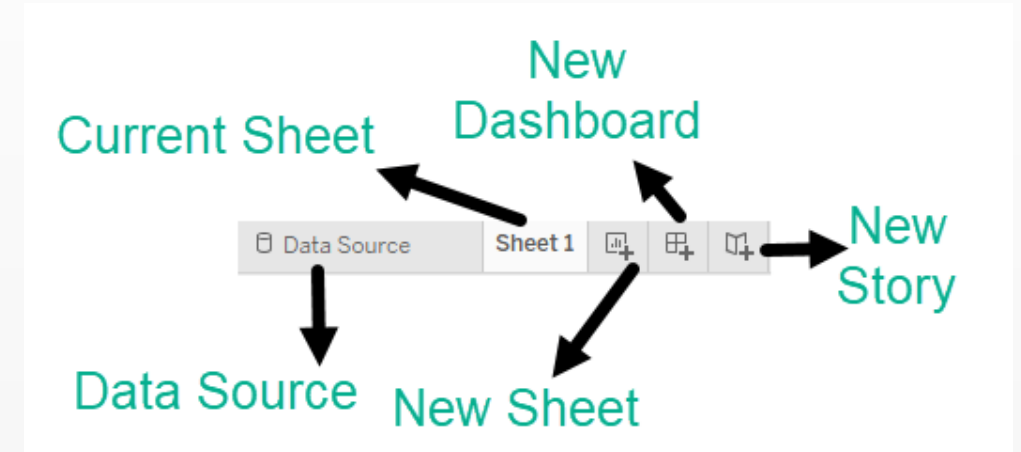 New
Dashboard
Current Sheet
New
Story
Data Source
Sheet 1
Data Source
New Sheet